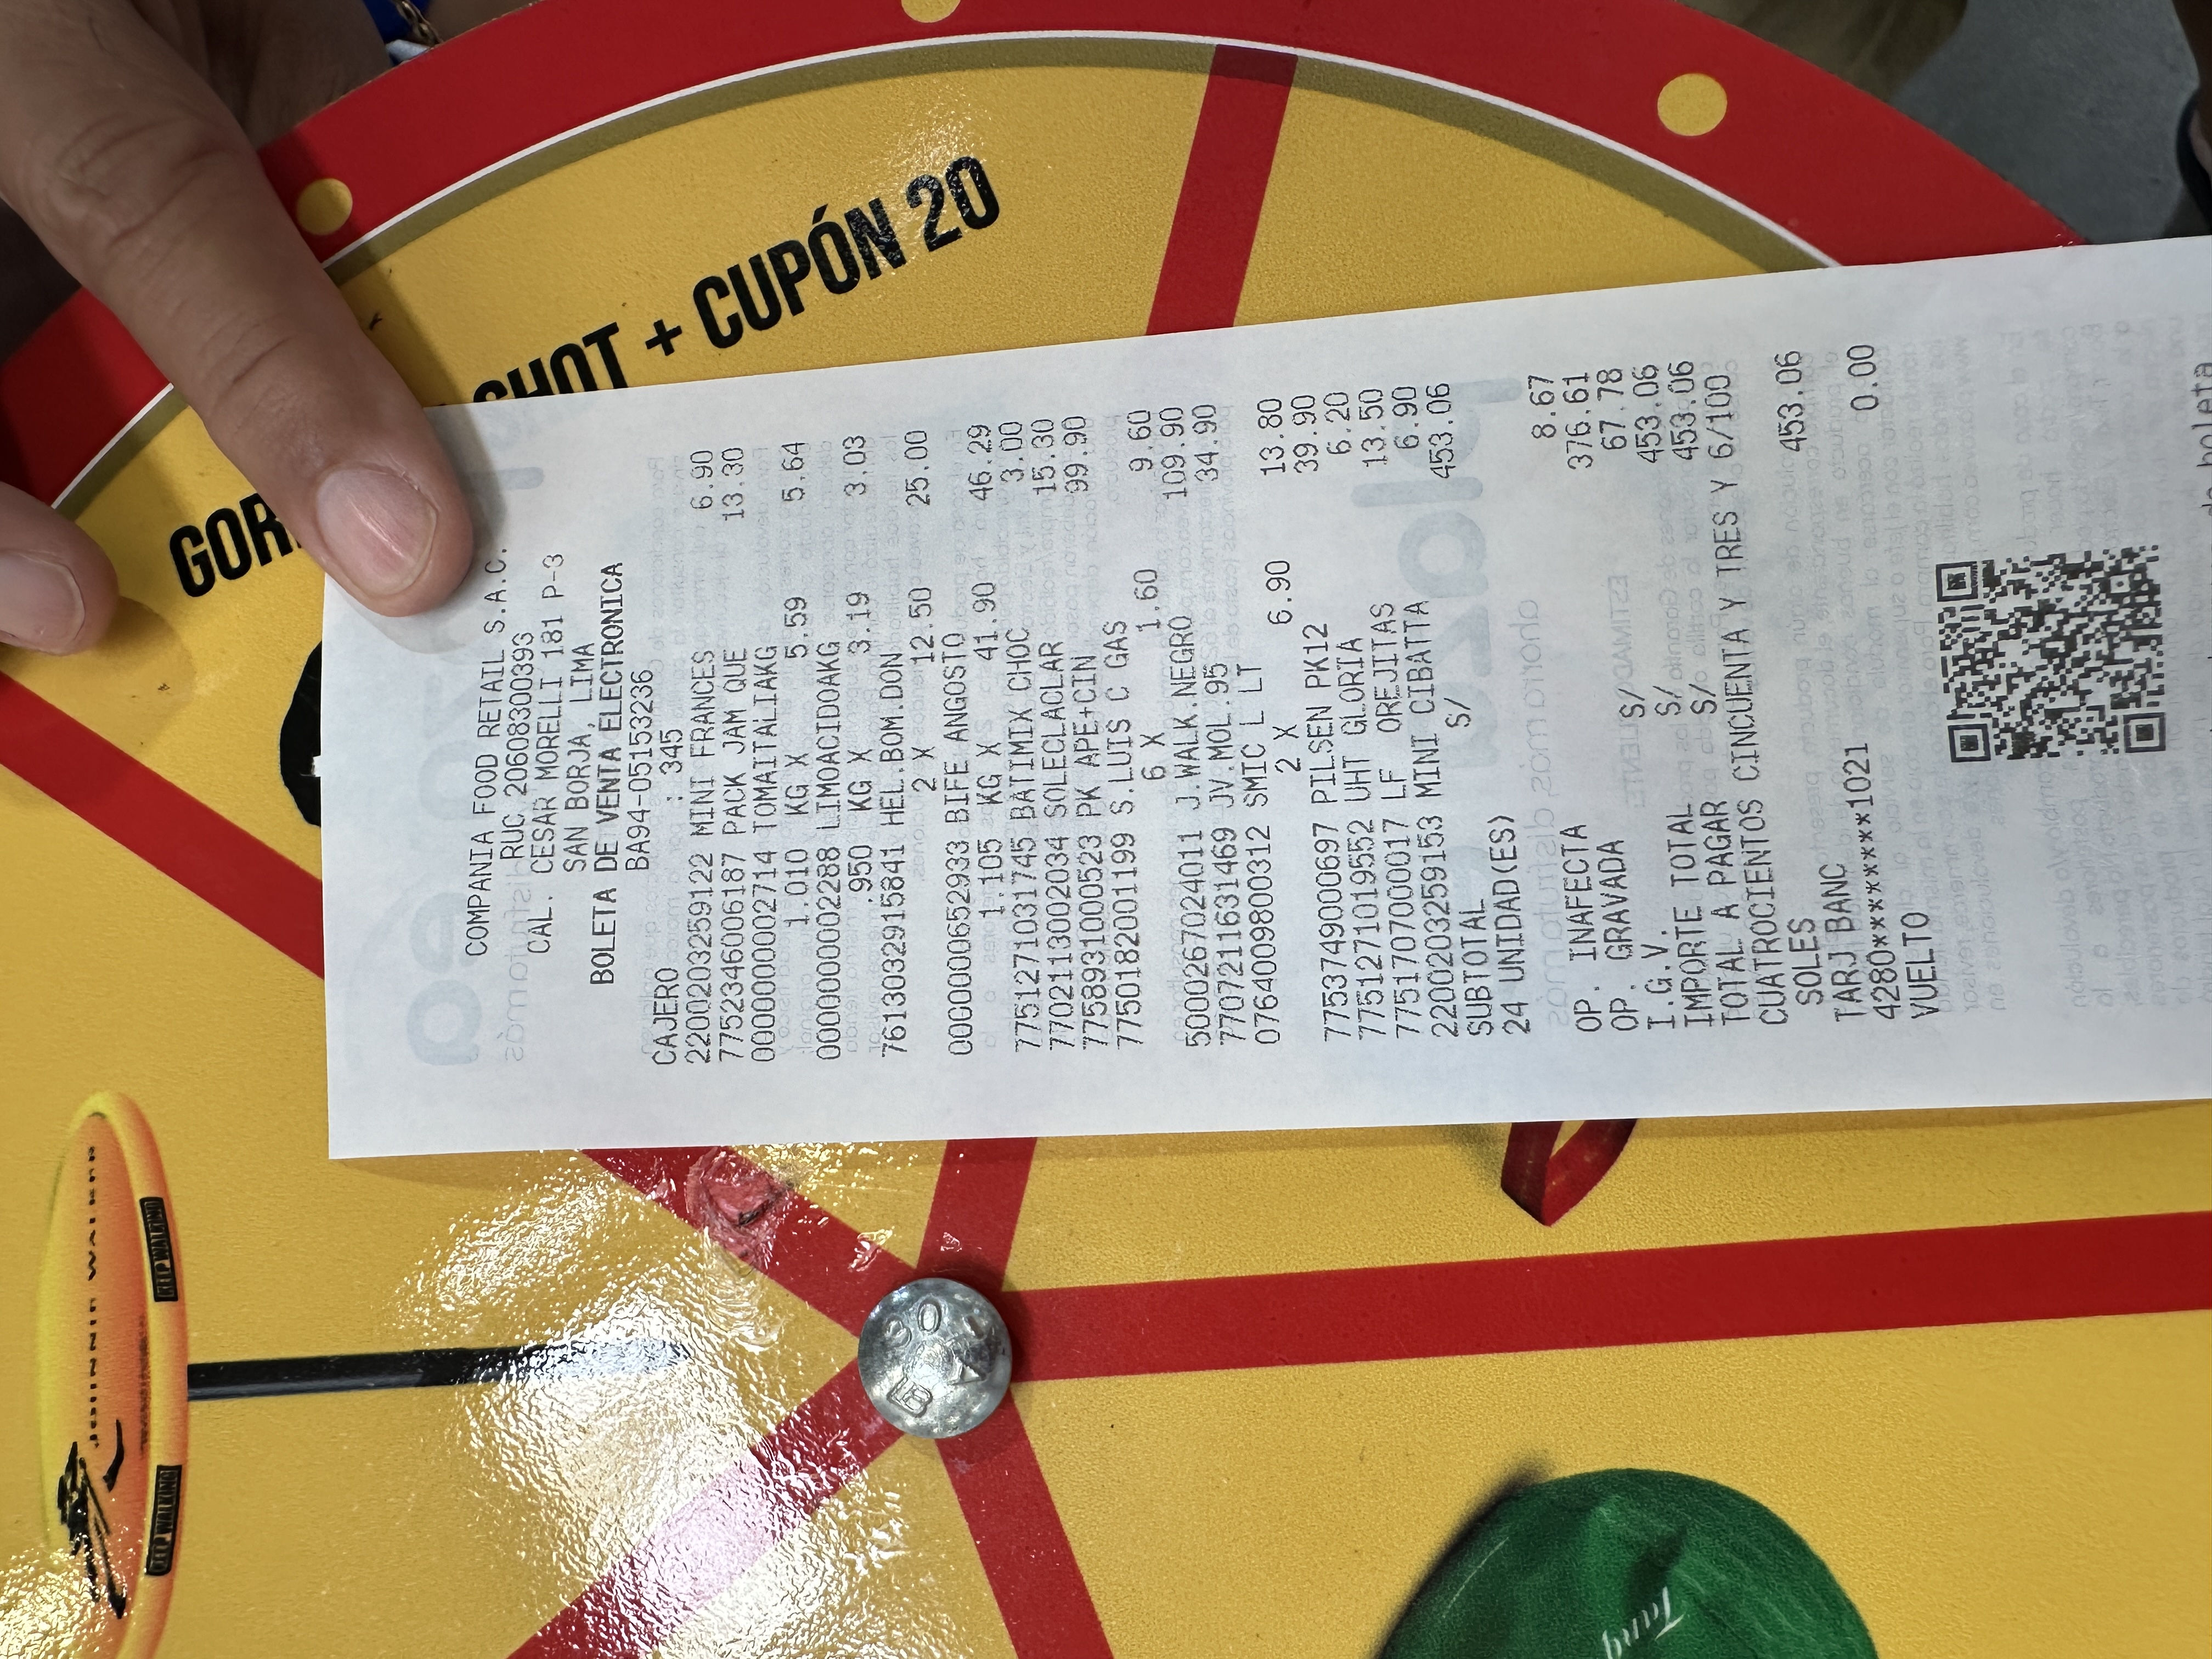 JOHNNIE WALKER
KEEP WALKING KEEP WALKING
SHOT + CUPÓN 20
COMPANIA FOOD RETAIL S.A.C.
RUC 20608300393
CAL. CESAR MORELLI 181 P-3
SAN BORJA, LIMA
BOLETA DE VENTA ELECTRONICA
BA94-05153236
CAJERO : 345
2200203259122 MINI FRANCES 6.90
7752346006187 PACK JAM QUE 13.30
0000000002714 TOMAITALIAKG
1.010 KG X 5.59 5.64
0000000002288 LIMOACIDOAKG
.950 KG X 3.19 3.03
7613032915841 HEL.BOM.DON
2 X 12.50 25.00
0000000652933 BIFE ANGOSTO
1.105 KG X 41.90 46.29
7751271031745 BATIMIX CHOC 3.00
7702113002034 SOLECLACLAR 15.30
7758931000523 PK APE+CIN 99.90
7750182001199 S.LUIS C GAS
6 X 1.60 9.60
5000267024011 J.WALK.NEGRO 109.90
7707211631469 JV.MOL.95 34.90
0764009800312 SMIC L LT
2 X 6.90 13.80
7753749000697 PILSEN PK12 39.90
7751271019552 UHT GLORIA 6.20
7751707000017 LF OREJITAS 13.50
2200203259153 MINI CIBATTA 6.90
SUBTOTAL S/ 453.06
24 UNIDAD(ES)
OP. INAFECTA 8.67
OP. GRAVADA 376.61
I.G.V. S/ 67.78
IMPORTE TOTAL S/ 453.06
TOTAL A PAGAR S/ 453.06
CUATROCIENTOS CINCUENTA Y TRES Y 6/100
SOLES
TARJ BANC 453.06
4280********1021
VUELTO 0.00
de boleta